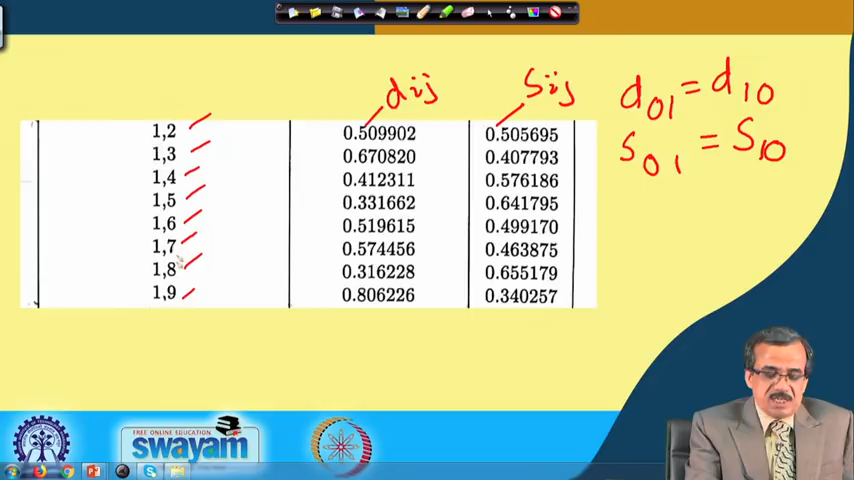 dij Sij
d01 = d10
S01 = S10
1,2 0.509902 0.505695
1,3 0.670820 0.407793
1,4 0.412311 0.576186
1,5 0.331662 0.641795
1,6 0.519615 0.499170
1,7 0.574456 0.463875
1,8 0.316228 0.655179
1,9 0.806226 0.340257
FREE ONLINE EDUCATION
swayam